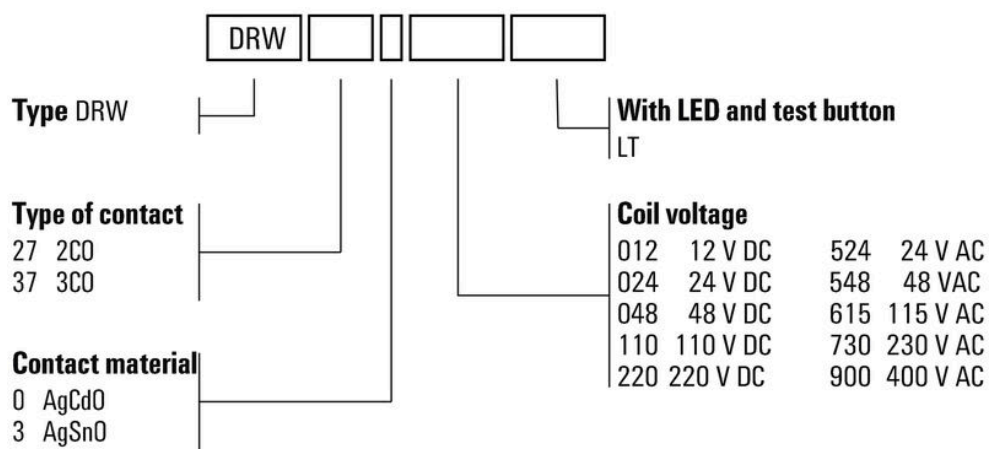 DRW
Type DRW
With LED and test button
LT
Type of contact
27 2CO
37 3CO
Coil voltage
012 12 V DC 524 24 V AC
024 24 V DC 548 48 VAC
048 48 V DC 615 115 V AC
110 110 V DC 730 230 V AC
220 220 V DC 900 400 V AC
Contact material
0 AgCdO
3 AgSnO